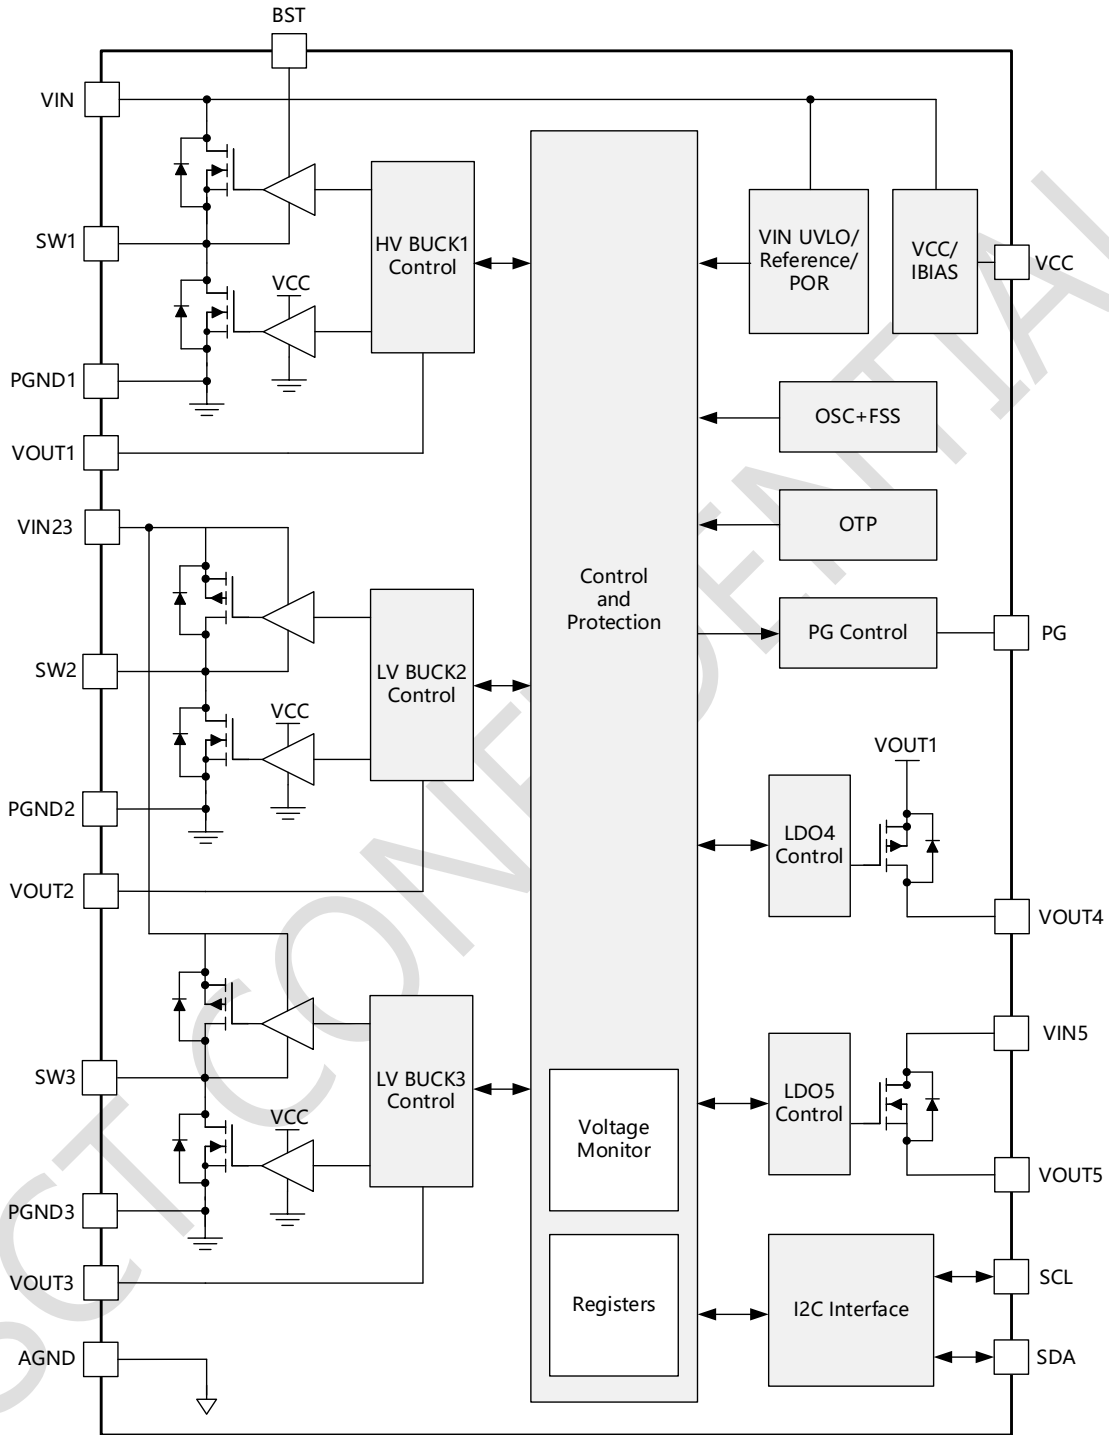 BST
VIN
SW1
PGND1
VOUT1
VIN23
SW2
PGND2
VOUT2
SW3
PGND3
VOUT3
AGND
HV BUCK1
Control
VCC
LV BUCK2
Control
VCC
LV BUCK3
Control
VCC
Control
and
Protection
Voltage
Monitor
Registers
VIN UVLO/
Reference/
POR
VCC/
IBIAS
VCC
OSC+FSS
OTP
PG Control
PG
VOUT1
LDO4
Control
VOUT4
VIN5
LDO5
Control
VOUT5
I2C Interface
SCL
SDA
SCT CONFIDENTIAL